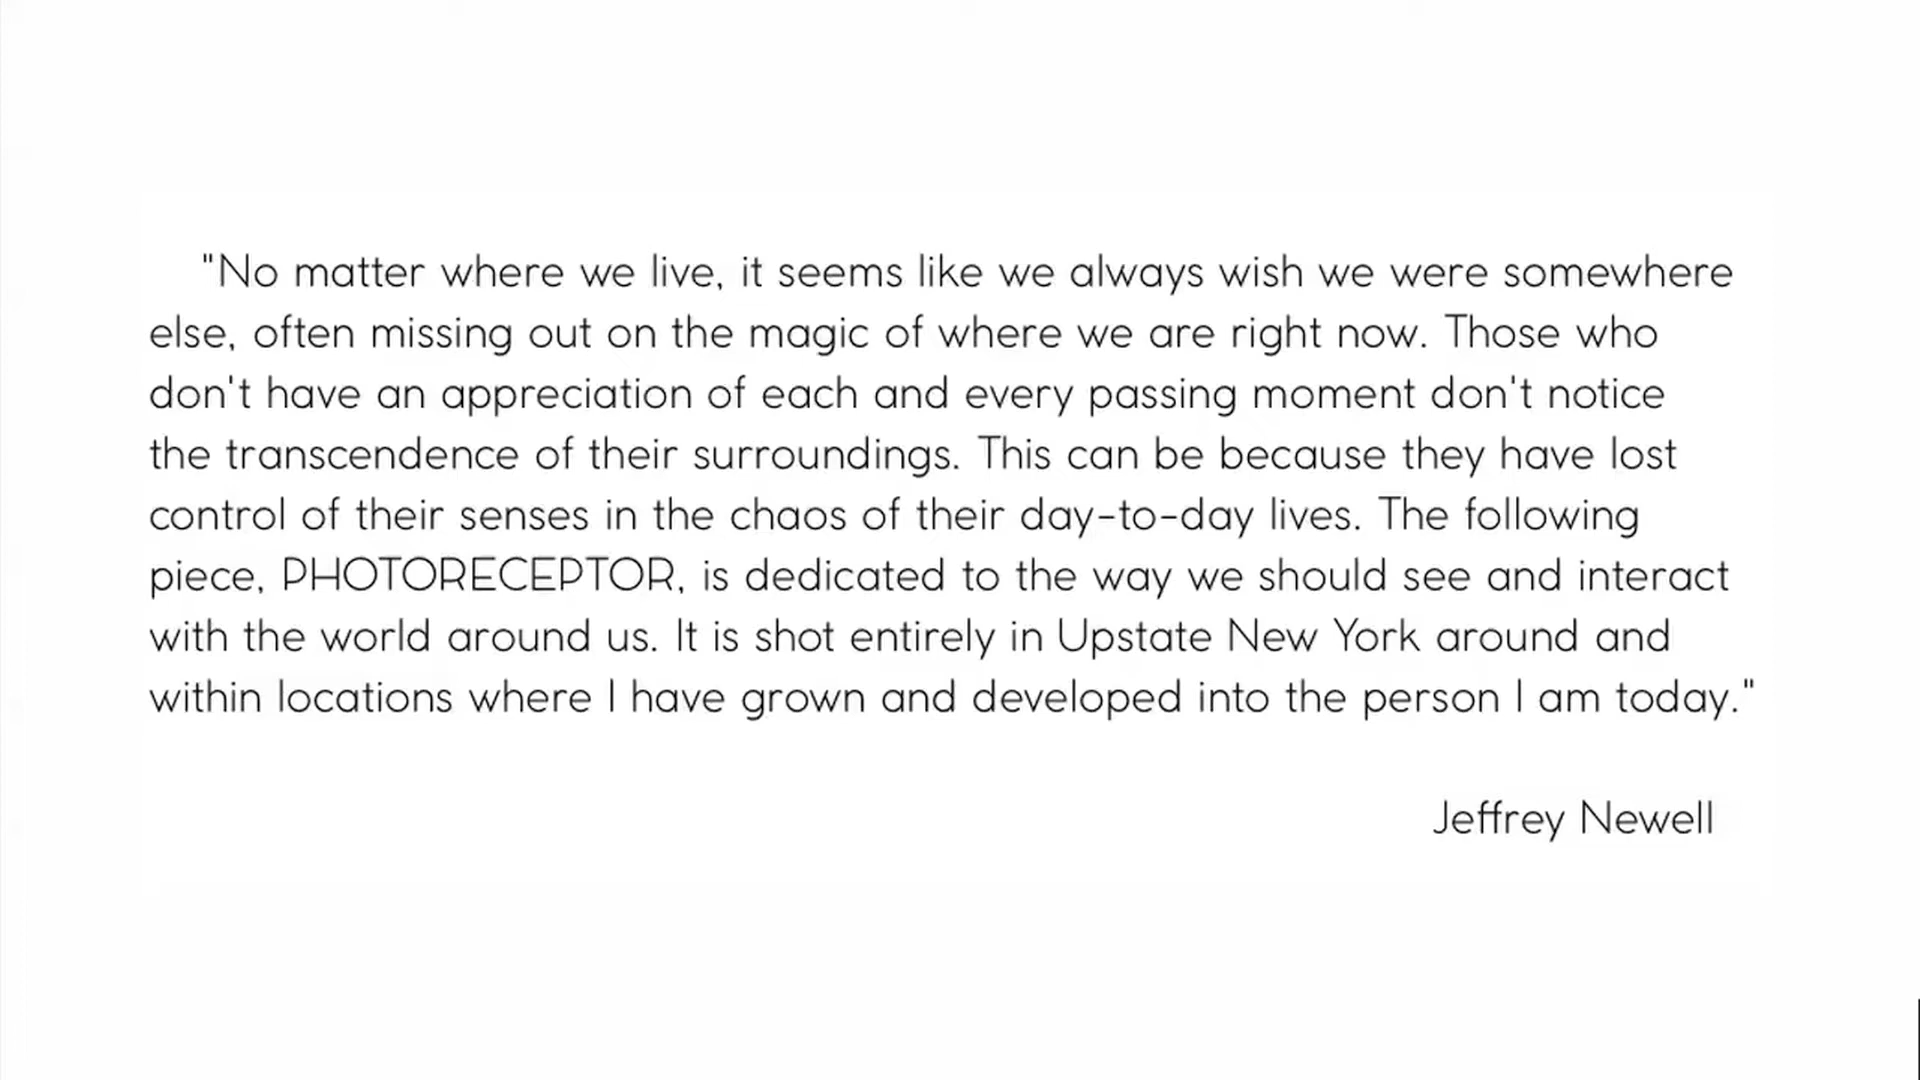 "No matter where we live, it seems like we always wish we were somewhere
else, often missing out on the magic of where we are right now. Those who
don't have an appreciation of each and every passing moment don't notice
the transcendence of their surroundings. This can be because they have lost
control of their senses in the chaos of their day-to-day lives. The following
piece, PHOTORECEPTOR, is dedicated to the way we should see and interact
with the world around us. It is shot entirely in Upstate New York around and
within locations where I have grown and developed into the person I am today."
Jeffrey Newell